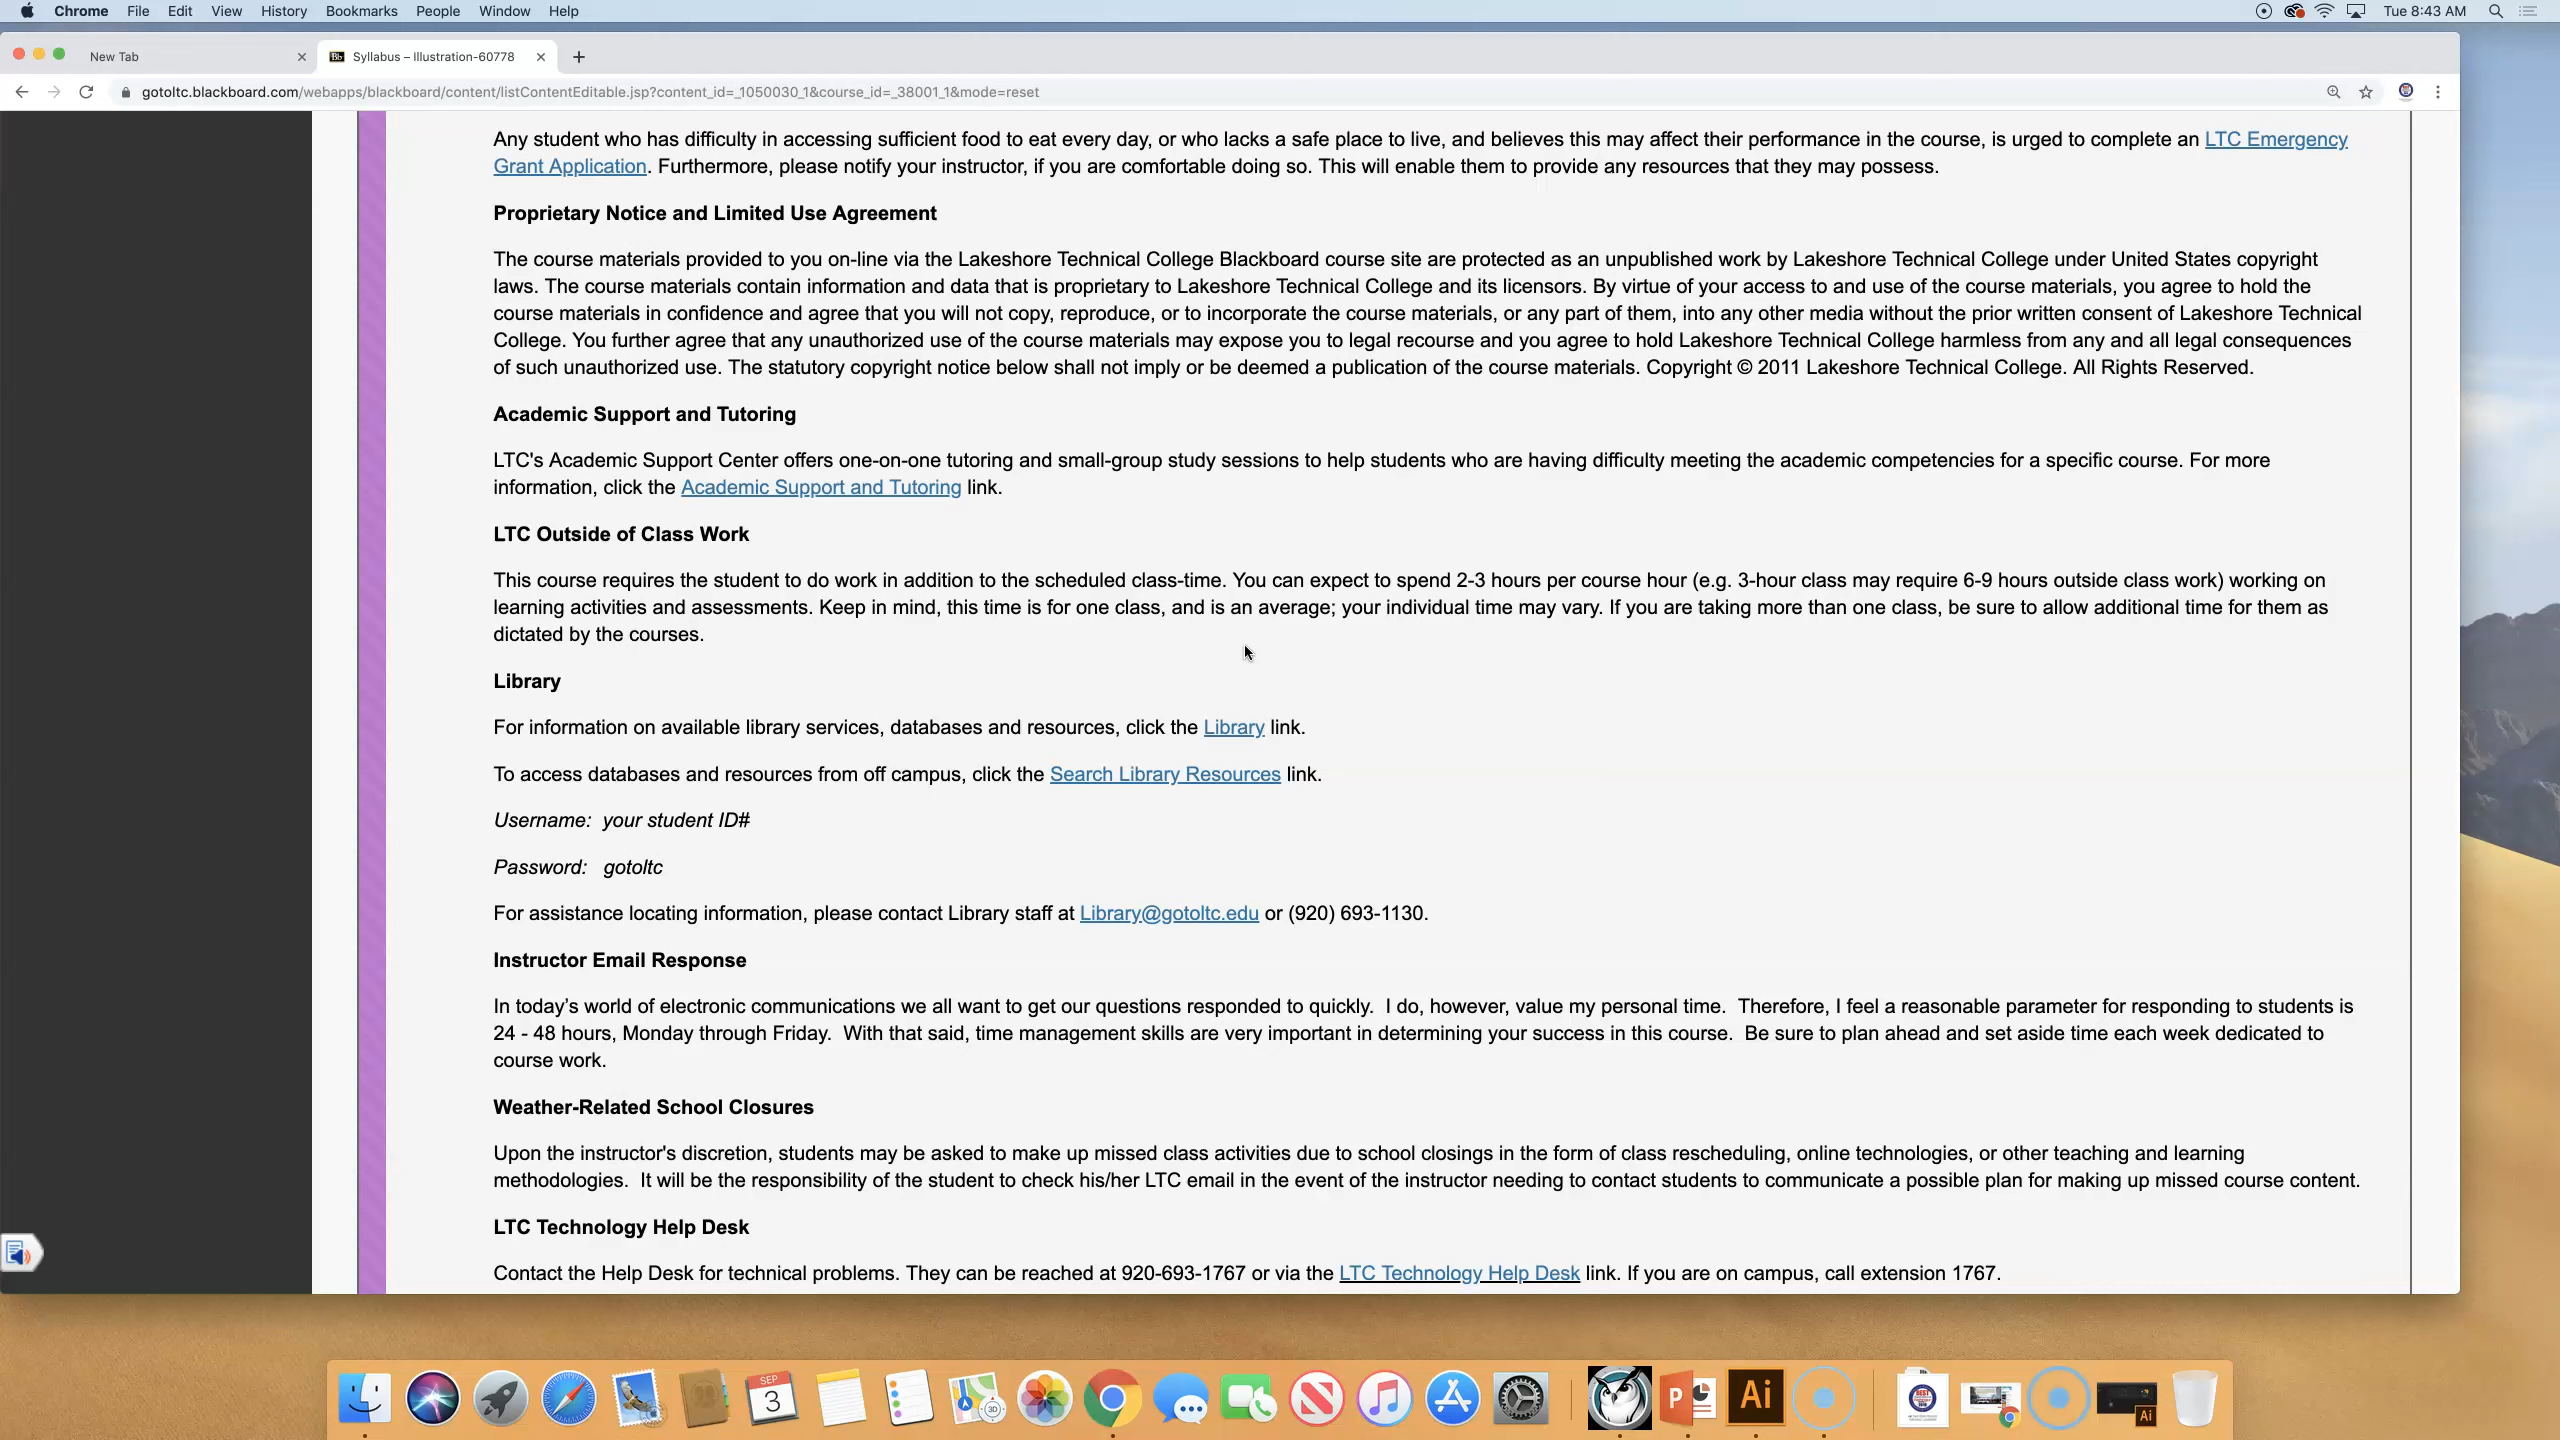 Chrome File Edit View History Bookmarks People Window Help Tue 8:43 AM
New Tab Syllabus – Illustration-60778
gotoltc.blackboard.com/webapps/blackboard/content/listContentEditable.jsp?content_id=_1050030_1&course_id=_38001_1&mode=reset
Any student who has difficulty in accessing sufficient food to eat every day, or who lacks a safe place to live, and believes this may affect their performance in the course, is urged to complete an LTC Emergency
Grant Application. Furthermore, please notify your instructor, if you are comfortable doing so. This will enable them to provide any resources that they may possess.
Proprietary Notice and Limited Use Agreement
The course materials provided to you on-line via the Lakeshore Technical College Blackboard course site are protected as an unpublished work by Lakeshore Technical College under United States copyright
laws. The course materials contain information and data that is proprietary to Lakeshore Technical College and its licensors. By virtue of your access to and use of the course materials, you agree to hold the
course materials in confidence and agree that you will not copy, reproduce, or to incorporate the course materials, or any part of them, into any other media without the prior written consent of Lakeshore Technical
College. You further agree that any unauthorized use of the course materials may expose you to legal recourse and you agree to hold Lakeshore Technical College harmless from any and all legal consequences
of such unauthorized use. The statutory copyright notice below shall not imply or be deemed a publication of the course materials. Copyright © 2011 Lakeshore Technical College. All Rights Reserved.
Academic Support and Tutoring
LTC's Academic Support Center offers one-on-one tutoring and small-group study sessions to help students who are having difficulty meeting the academic competencies for a specific course. For more
information, click the Academic Support and Tutoring link.
LTC Outside of Class Work
This course requires the student to do work in addition to the scheduled class-time. You can expect to spend 2-3 hours per course hour (e.g. 3-hour class may require 6-9 hours outside class work) working on
learning activities and assessments. Keep in mind, this time is for one class, and is an average; your individual time may vary. If you are taking more than one class, be sure to allow additional time for them as
dictated by the courses.
Library
For information on available library services, databases and resources, click the Library link.
To access databases and resources from off campus, click the Search Library Resources link.
Username: your student ID#
Password: gotoltc
For assistance locating information, please contact Library staff at Library@gotoltc.edu or (920) 693-1130.
Instructor Email Response
In today’s world of electronic communications we all want to get our questions responded to quickly. I do, however, value my personal time. Therefore, I feel a reasonable parameter for responding to students is
24 - 48 hours, Monday through Friday. With that said, time management skills are very important in determining your success in this course. Be sure to plan ahead and set aside time each week dedicated to
course work.
Weather-Related School Closures
Upon the instructor's discretion, students may be asked to make up missed class activities due to school closings in the form of class rescheduling, online technologies, or other teaching and learning
methodologies. It will be the responsibility of the student to check his/her LTC email in the event of the instructor needing to contact students to communicate a possible plan for making up missed course content.
LTC Technology Help Desk
Contact the Help Desk for technical problems. They can be reached at 920-693-1767 or via the LTC Technology Help Desk link. If you are on campus, call extension 1767.
SEP
3
3D
P
Ai
BEST
Ai